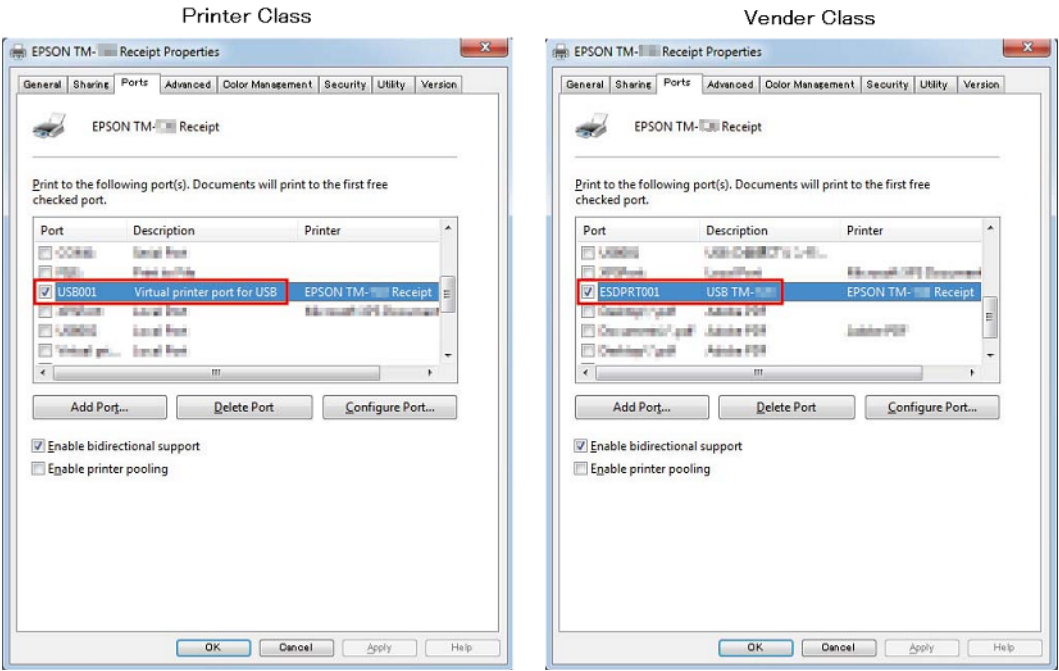 Printer Class
EPSON TM- Receipt Properties
General Sharing Ports Advanced Color Management Security Utility Version
EPSON TM- Receipt
Print to the following port(s). Documents will print to the first free
checked port.
Port Description Printer
USB001 Virtual printer port for USB EPSON TM- Receipt
Add Port... Delete Port Configure Port...
Enable bidirectional support
Enable printer pooling
OK Cancel Apply Help
Vender Class
EPSON TM- Receipt Properties
General Sharing Ports Advanced Color Management Security Utility Version
EPSON TM- Receipt
Print to the following port(s). Documents will print to the first free
checked port.
Port Description Printer
ESDPRT001 USB TM- EPSON TM- Receipt
Add Port... Delete Port Configure Port...
Enable bidirectional support
Enable printer pooling
OK Cancel Apply Help